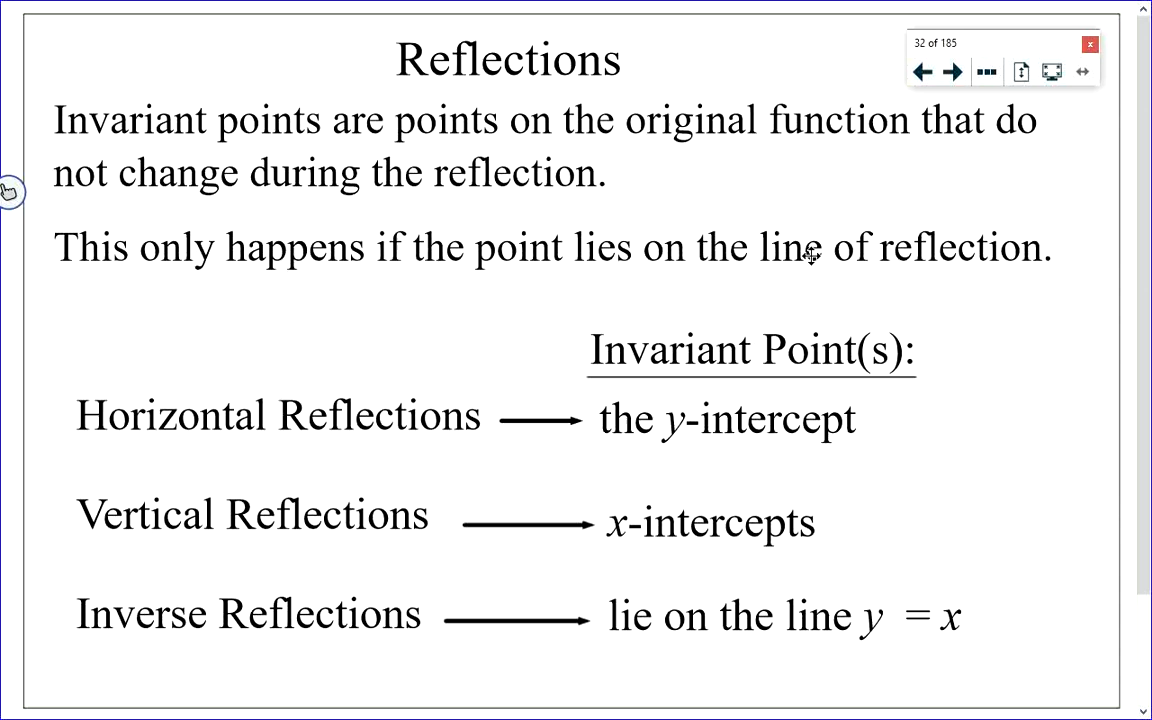 Reflections
32 of 185
Invariant points are points on the original function that do
not change during the reflection.
This only happens if the point lies on the line of reflection.
Invariant Point(s):
Horizontal Reflections the y-intercept
Vertical Reflections x-intercepts
Inverse Reflections lie on the line y = x